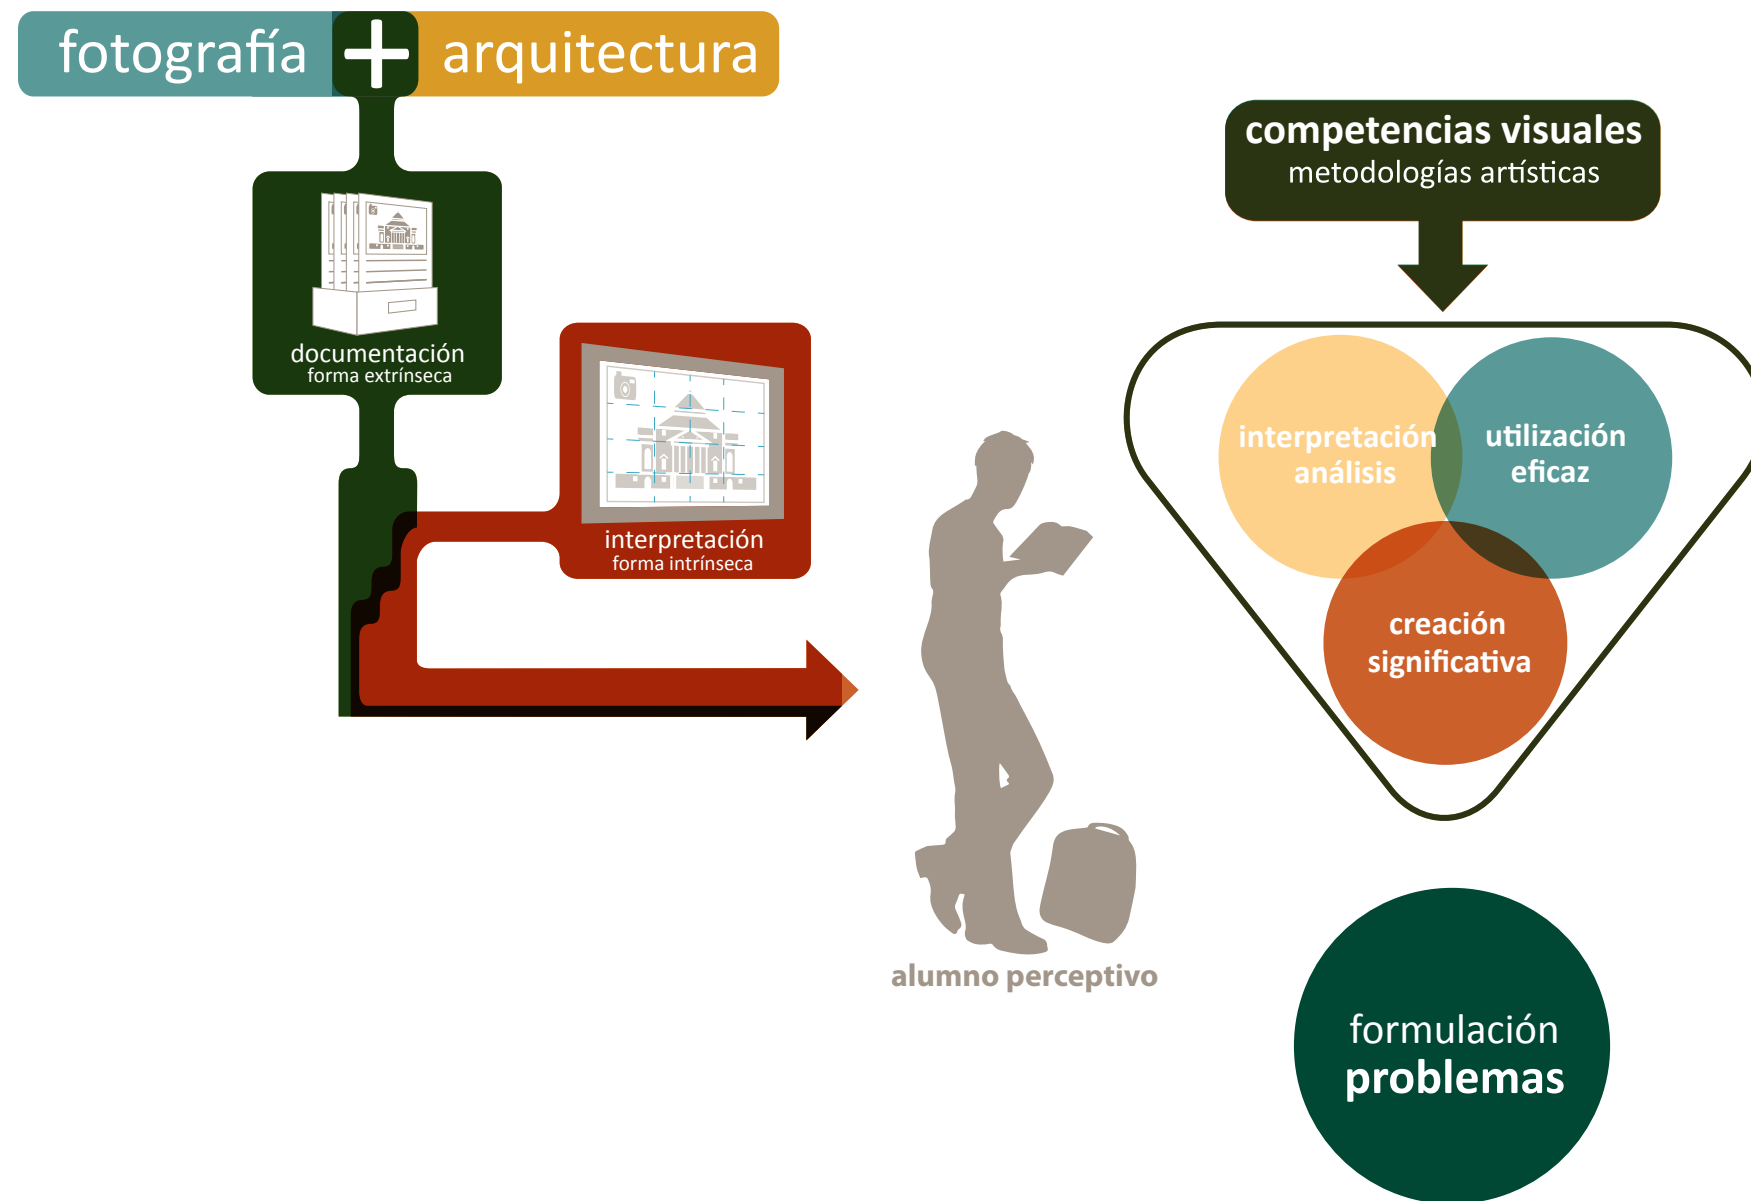 fotografía + arquitectura
documentación
forma extrínseca
interpretación
forma intrínseca
alumno perceptivo
competencias visuales
metodologías artísticas
interpretación
análisis
utilización
eficaz
creación
significativa
formulación
problemas